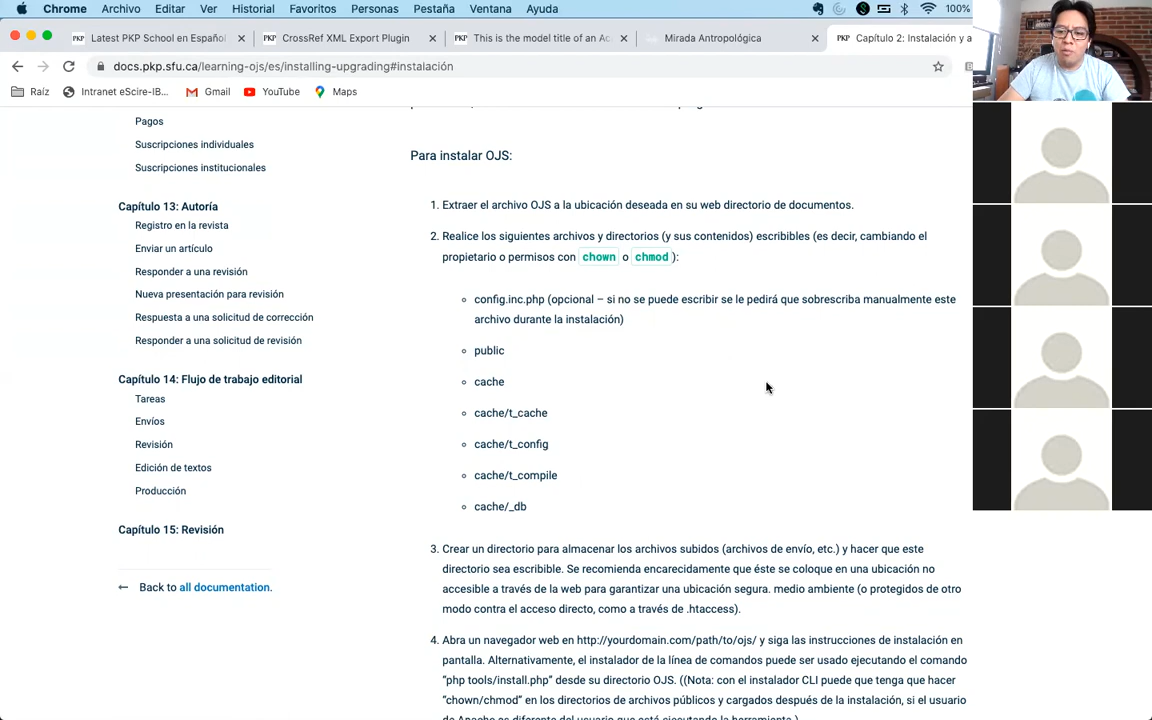 Chrome Archivo Editar Ver Historial Favoritos Personas Pestaña Ventana Ayuda 100%
Latest PKP School en Español
CrossRef XML Export Plugin
This is the model title of an Ac
Mirada Antropológica
Capítulo 2: Instalación y a
docs.pkp.sfu.ca/learning-ojs/es/installing-upgrading#instalación
Raíz Intranet eScire-IB... Gmail YouTube Maps
Pagos
Suscripciones individuales
Suscripciones institucionales
Capítulo 13: Autoría
Registro en la revista
Enviar un artículo
Responder a una revisión
Nueva presentación para revisión
Respuesta a una solicitud de corrección
Responder a una solicitud de revisión
Capítulo 14: Flujo de trabajo editorial
Tareas
Envíos
Revisión
Edición de textos
Producción
Capítulo 15: Revisión
← Back to all documentation.
Para instalar OJS:
1. Extraer el archivo OJS a la ubicación deseada en su web directorio de documentos.
2. Realice los siguientes archivos y directorios (y sus contenidos) escribibles (es decir, cambiando el
propietario o permisos con chown o chmod ):
config.inc.php (opcional – si no se puede escribir se le pedirá que sobrescriba manualmente este
archivo durante la instalación)
public
cache
cache/t_cache
cache/t_config
cache/t_compile
cache/_db
3. Crear un directorio para almacenar los archivos subidos (archivos de envío, etc.) y hacer que este
directorio sea escribible. Se recomienda encarecidamente que éste se coloque en una ubicación no
accesible a través de la web para garantizar una ubicación segura. medio ambiente (o protegidos de otro
modo contra el acceso directo, como a través de .htaccess).
4. Abra un navegador web en http://yourdomain.com/path/to/ojs/ y siga las instrucciones de instalación en
pantalla. Alternativamente, el instalador de la línea de comandos puede ser usado ejecutando el comando
“php tools/install.php” desde su directorio OJS. ((Nota: con el instalador CLI puede que tenga que hacer
“chown/chmod” en los directorios de archivos públicos y cargados después de la instalación, si el usuario
de Apache es diferente del usuario que está ejecutando la herramienta.)